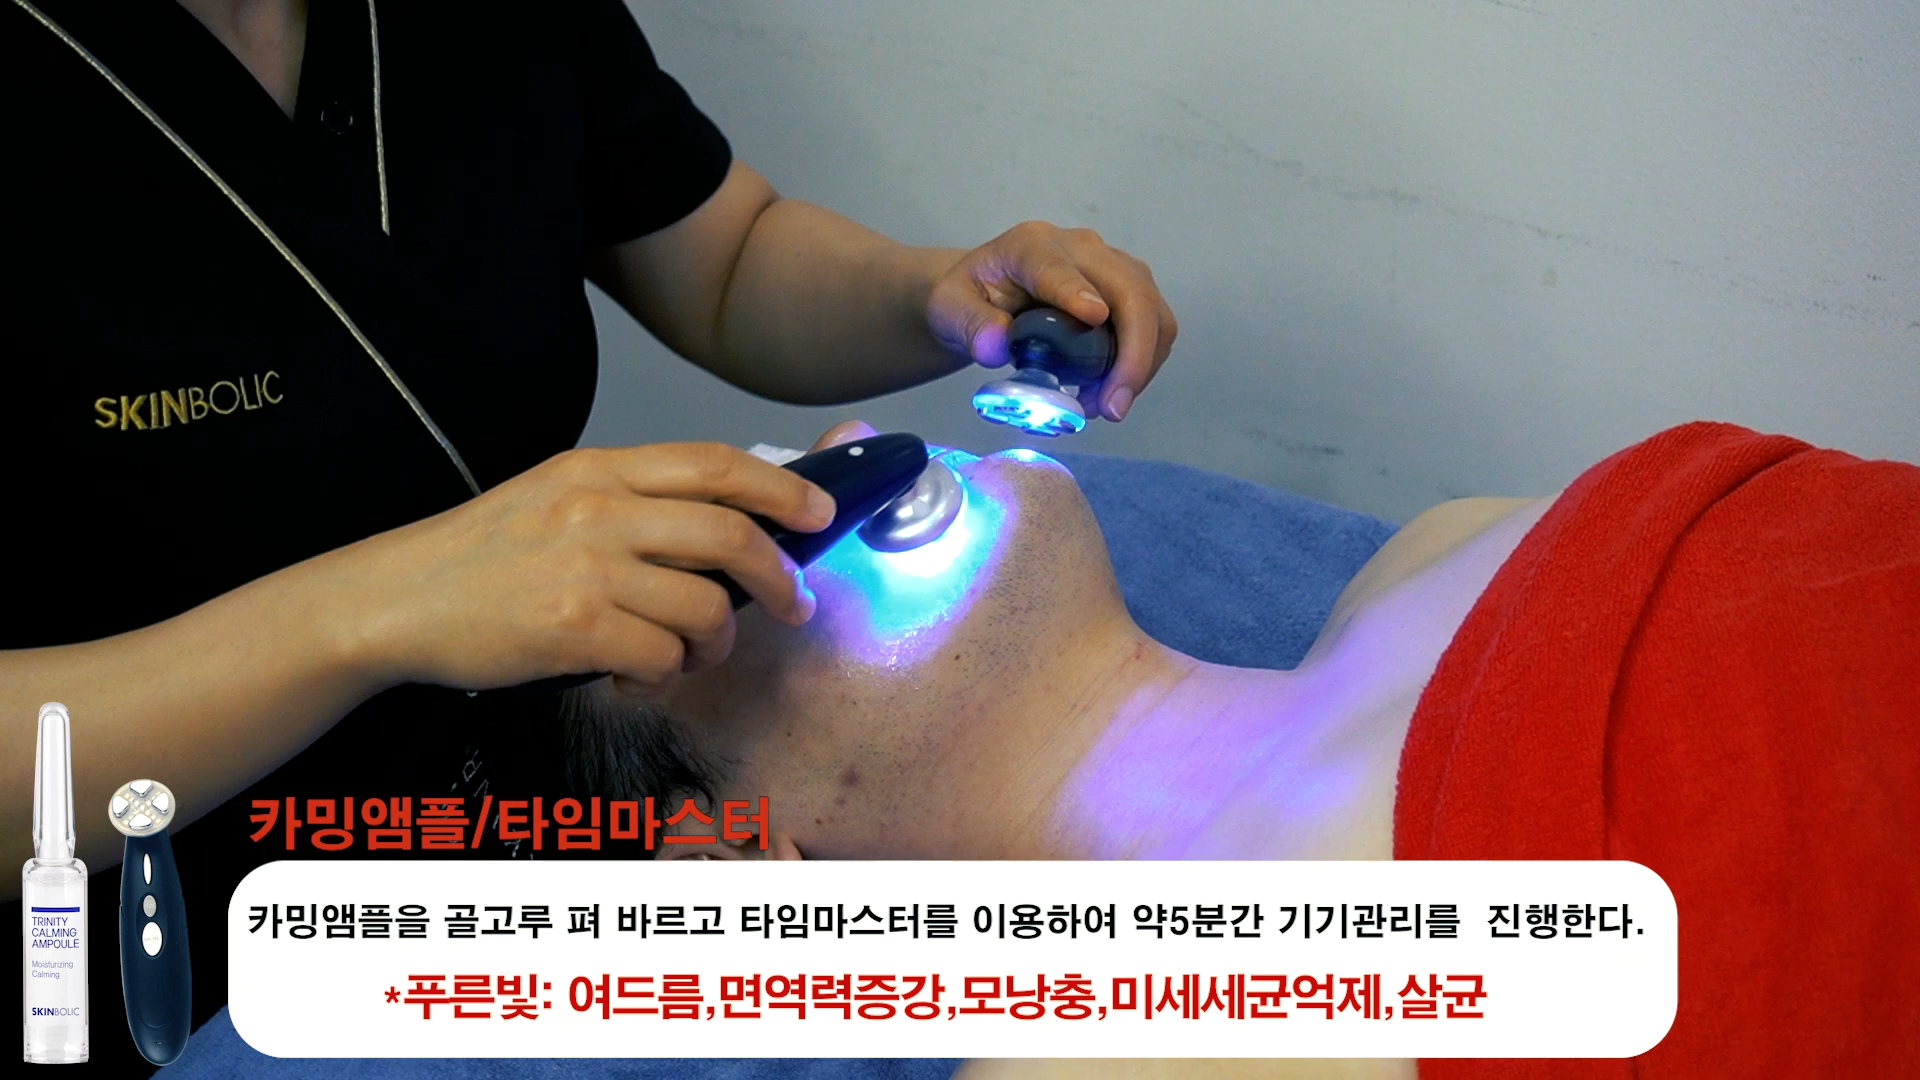 SKINBOLIC
카밍앰플/타임마스터
TRINITY
CALMING
AMPOULE
Moisturizing
Calming
SKINBOLIC
카밍앰플을 골고루 펴 바르고 타임마스터를 이용하여 약5분간 기기관리를 진행한다.
*푸른빛: 여드름,면역력증강,모낭충,미세세균억제,살균